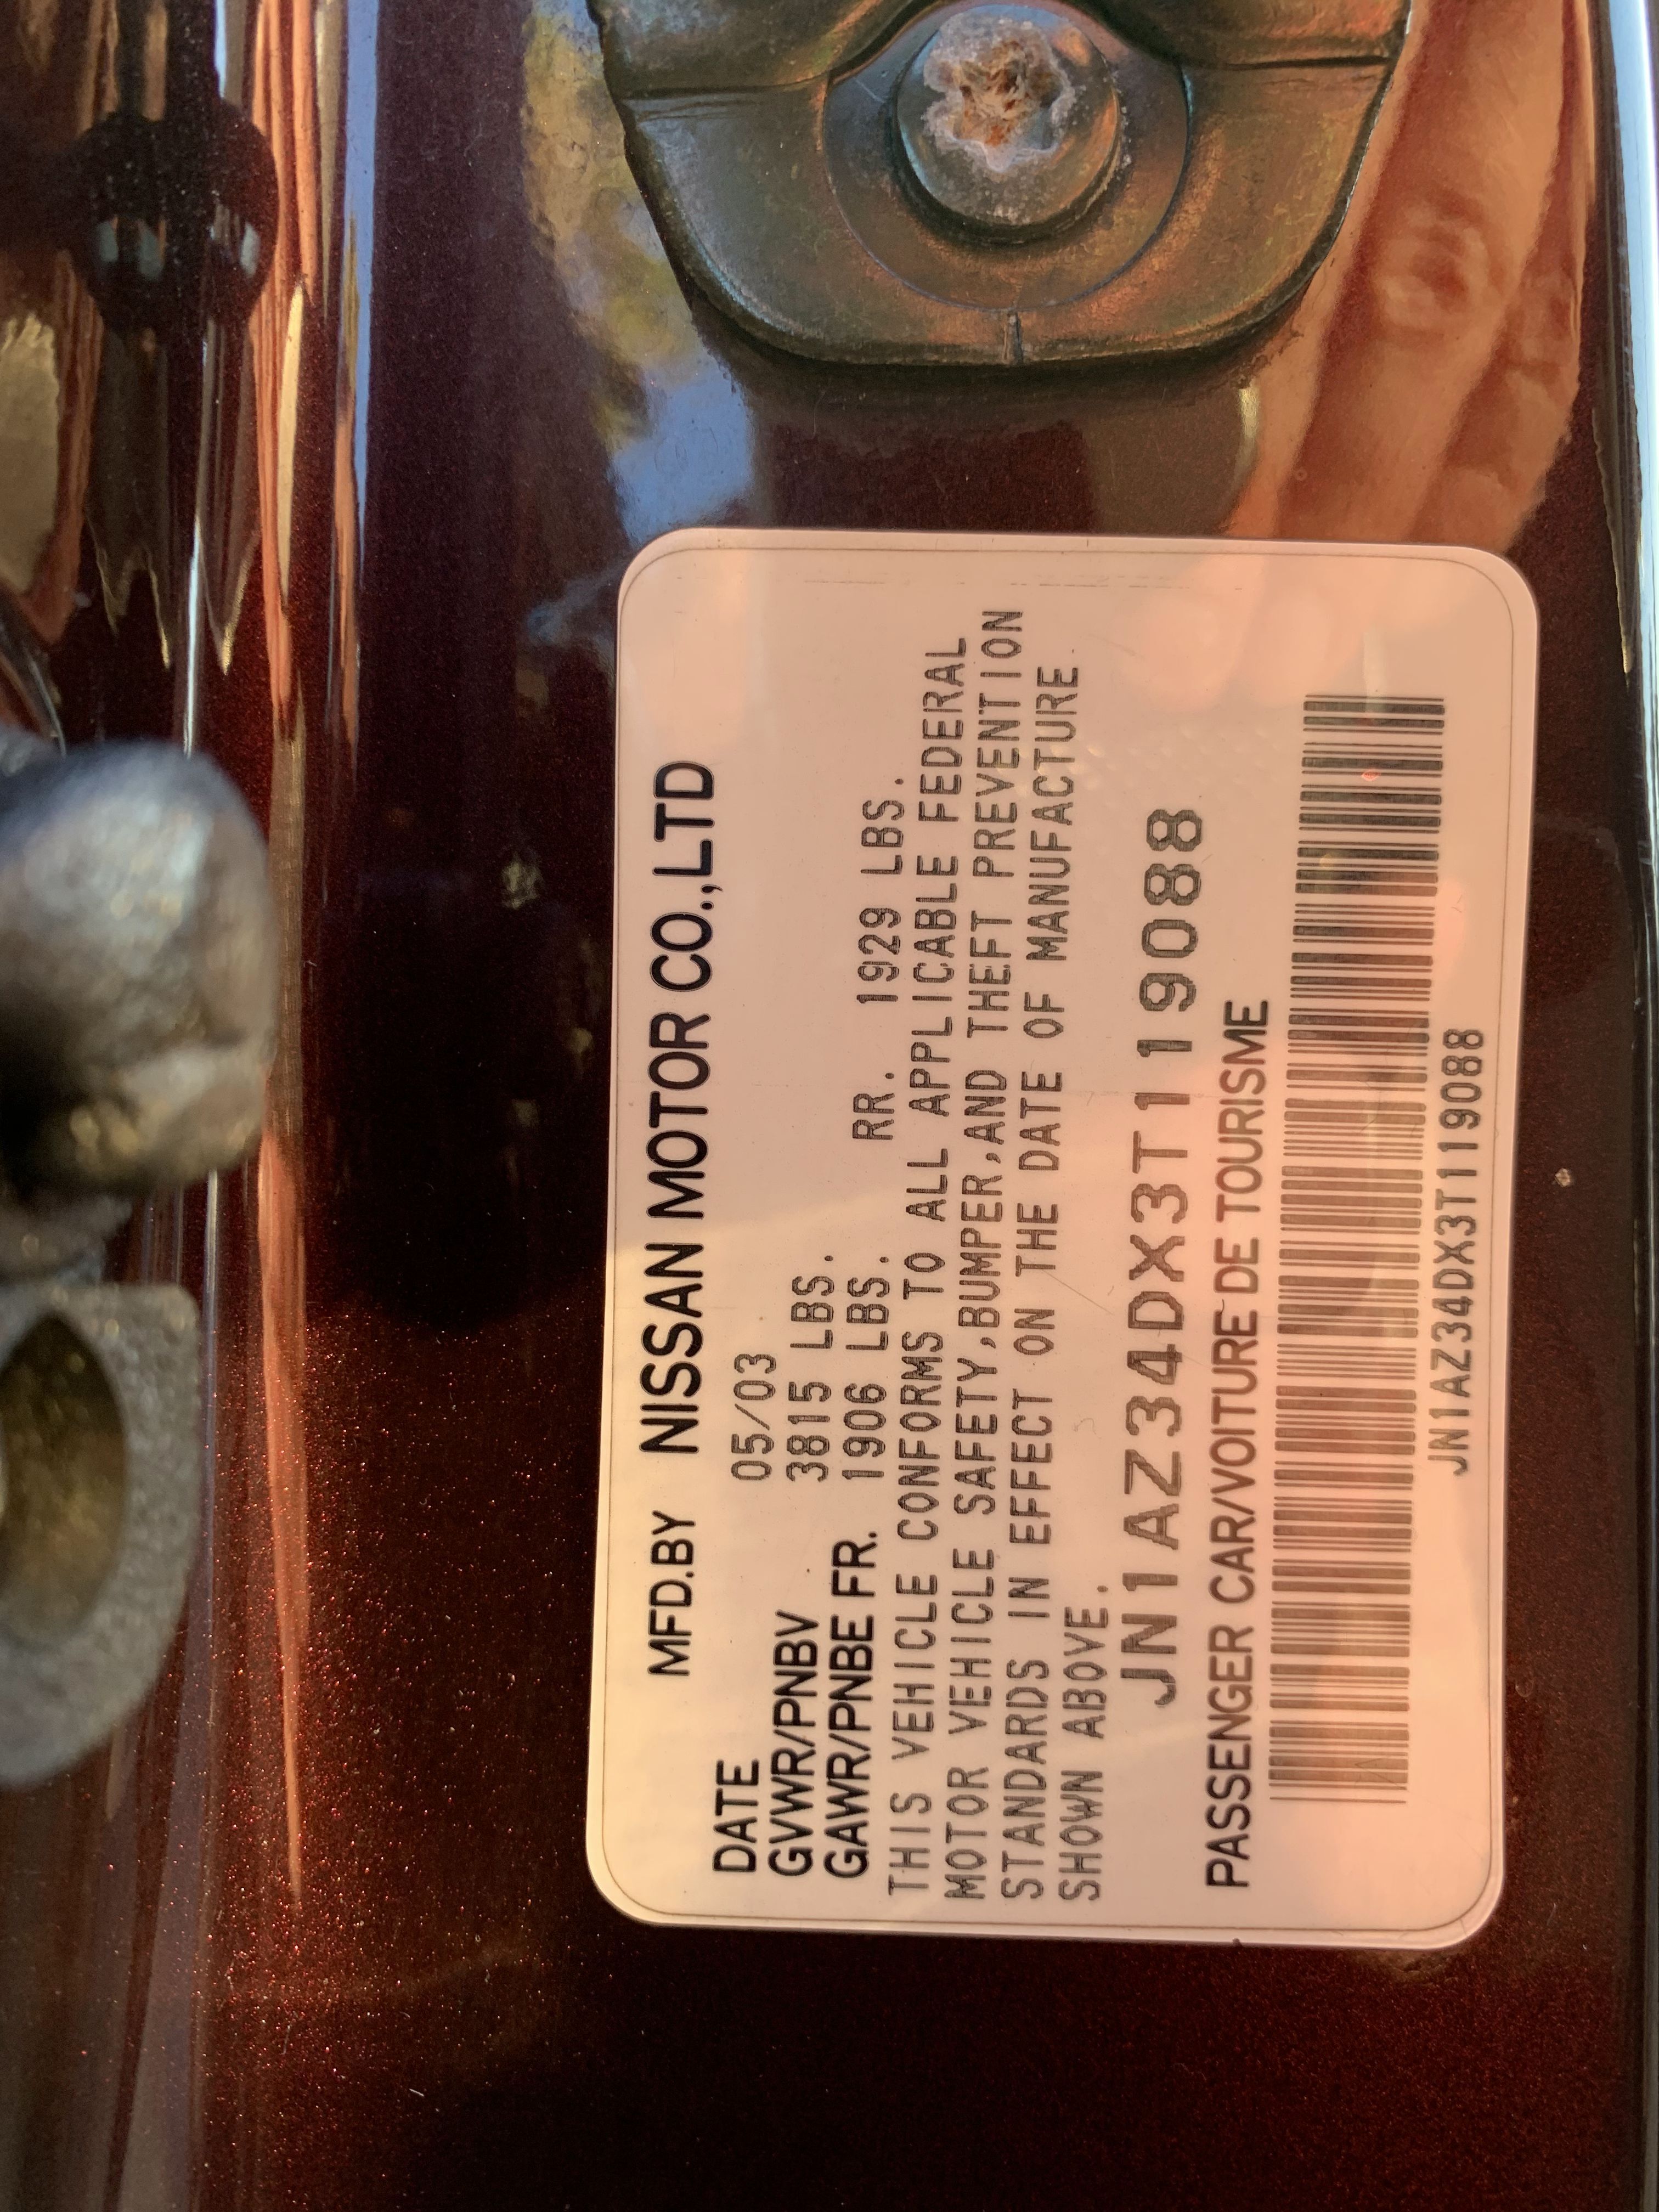 MFD.BY NISSAN MOTOR CO.,LTD
DATE 05/03
GVWR/PNBV 3815 LBS.
GAWR/PNBE FR. 1906 LBS. RR. 1929 LBS.
THIS VEHICLE CONFORMS TO ALL APPLICABLE FEDERAL
MOTOR VEHICLE SAFETY,BUMPER,AND THEFT PREVENTION
STANDARDS IN EFFECT ON THE DATE OF MANUFACTURE
SHOWN ABOVE.
JN1AZ34DX3T119088
PASSENGER CAR/VOITURE DE TOURISME
JN1AZ34DX3T119088